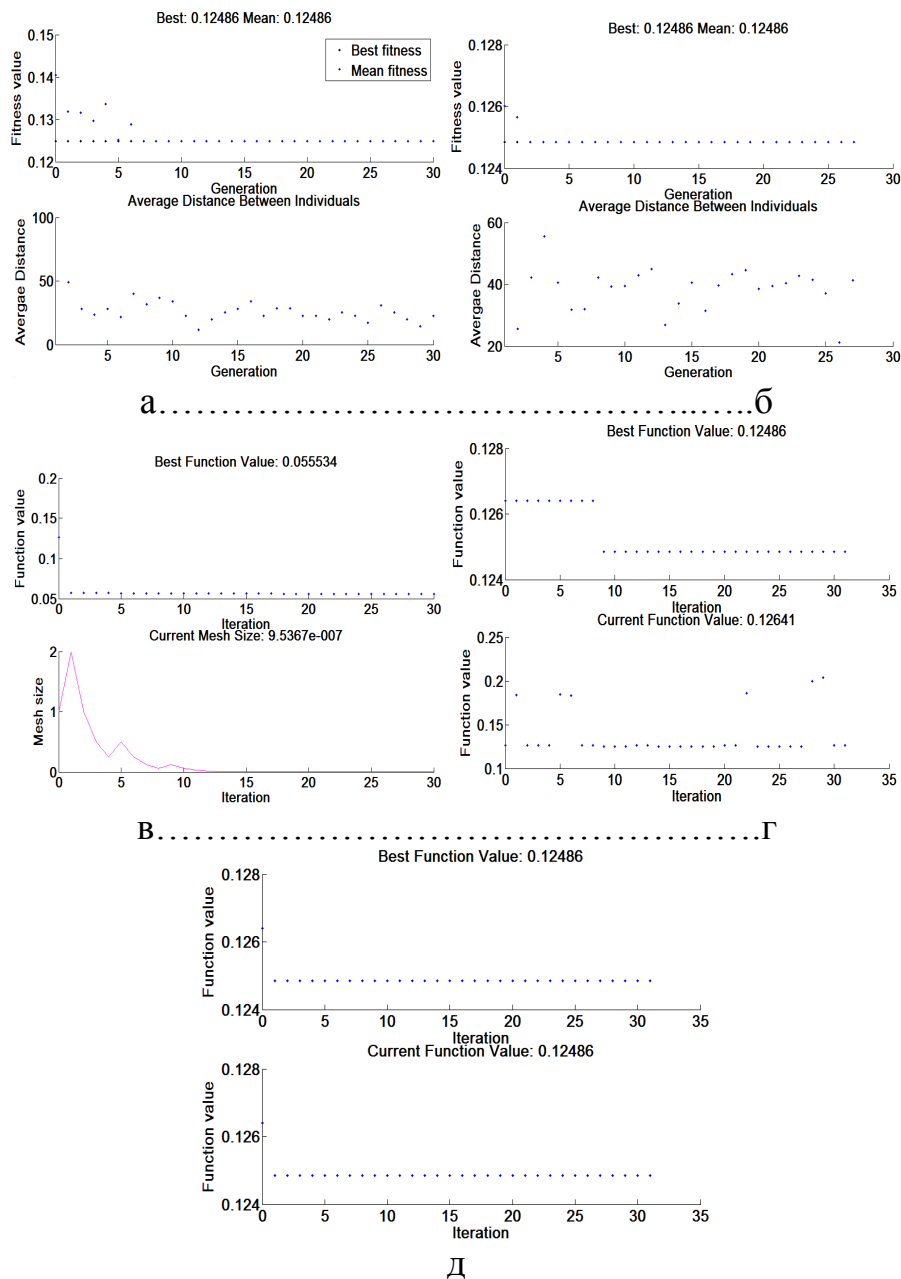 Best: 0.12486 Mean: 0.12486
Fitness value
0.15
0.14
0.13
0.12
Best fitness
Mean fitness
0 5 10 15 20 25 30
Generation
Average Distance Between Individuals
Avergae Distance
100
50
0
0 5 10 15 20 25 30
Generation
Best: 0.12486 Mean: 0.12486
Fitness value
0.128
0.126
0.124
5 10 15 20 25 30
Generation
Average Distance Between Individuals
Avergae Distance
60
40
20
5 10 15 20 25 30
Generation
а б
Best Function Value: 0.055534
Function value
0.2
0.15
0.1
0.05
0 5 10 15 20 25 30
Iteration
Current Mesh Size: 9.5367e-007
Mesh size
2
1
0
0 5 10 15 20 25 30
Iteration
Best Function Value: 0.12486
Function value
0.128
0.126
0.124
0 5 10 15 20 25 30 35
Iteration
Current Function Value: 0.12641
Function value
0.25
0.2
0.15
0.1
0 5 10 15 20 25 30 35
Iteration
в г
Best Function Value: 0.12486
Function value
0.128
0.126
0.124
0 5 10 15 20 25 30 35
Iteration
Current Function Value: 0.12486
Function value
0.128
0.126
0.124
0 5 10 15 20 25 30 35
Iteration
д